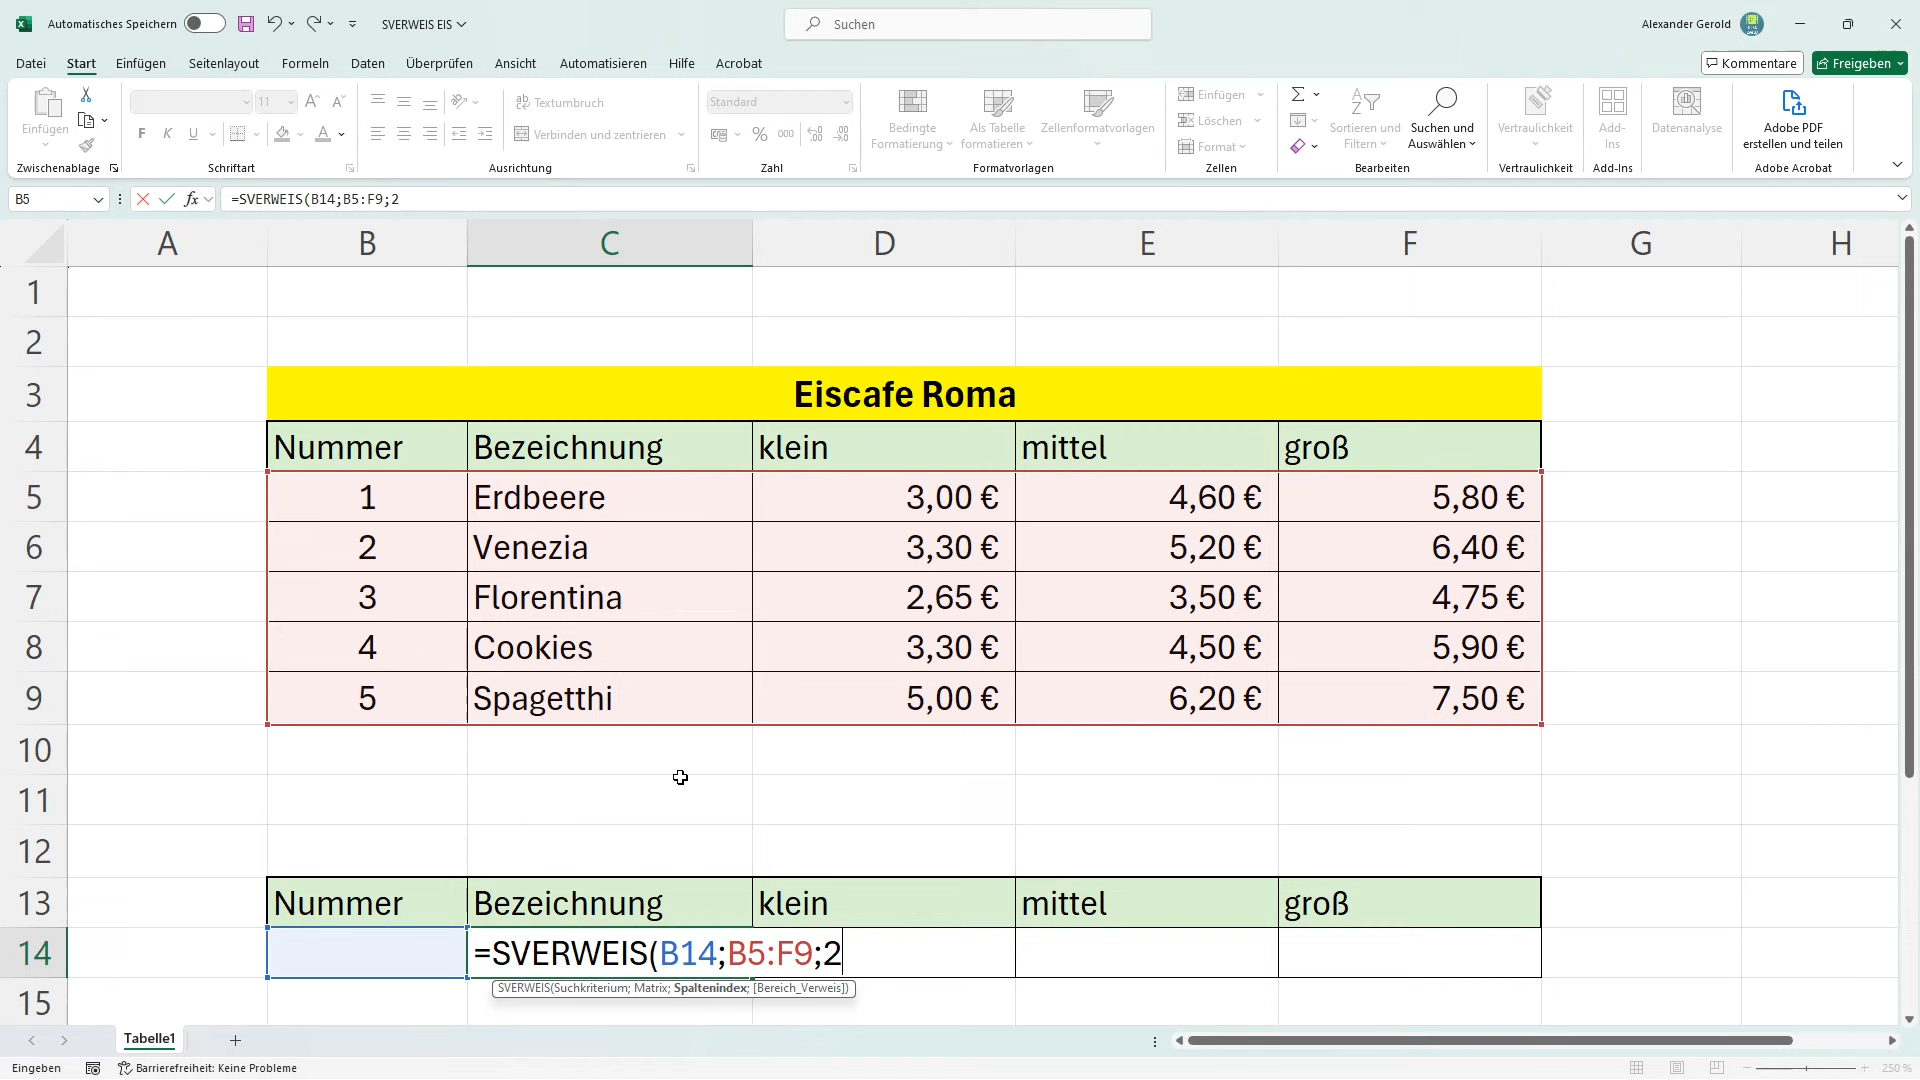 Automatisches Speichern
SVERWEIS EIS
Suchen
Alexander Gerold
Datei Start Einfügen Seitenlayout Formeln Daten Überprüfen Ansicht Automatisieren Hilfe Acrobat
Kommentare Freigeben
Einfügen
11
F K U
Textumbruch
Verbinden und zentrieren
Standard
% 000
Bedingte Formatierung
Als Tabelle formatieren
Zellenformatvorlagen
Einfügen
Löschen
Format
Sortieren und Filtern
Suchen und Auswählen
Vertraulichkeit
Add-Ins
Datenanalyse
Adobe PDF erstellen und teilen
Zwischenablage Schriftart Ausrichtung Zahl Formatvorlagen Zellen Bearbeiten Vertraulichkeit Add-Ins Adobe Acrobat
B5 fx =SVERWEIS(B14;B5:F9;2
A B C D E F G H
1
2
3 Eiscafe Roma
4 Nummer Bezeichnung klein mittel groß
5 1 Erdbeere 3,00 € 4,60 € 5,80 €
6 2 Venezia 3,30 € 5,20 € 6,40 €
7 3 Florentina 2,65 € 3,50 € 4,75 €
8 4 Cookies 3,30 € 4,50 € 5,90 €
9 5 Spagetthi 5,00 € 6,20 € 7,50 €
10
11
12
13 Nummer Bezeichnung klein mittel groß
14 =SVERWEIS(B14;B5:F9;2
SVERWEIS(Suchkriterium; Matrix; Spaltenindex; [Bereich_Verweis])
15
Tabelle1
Eingeben Barrierefreiheit: Keine Probleme 250 %